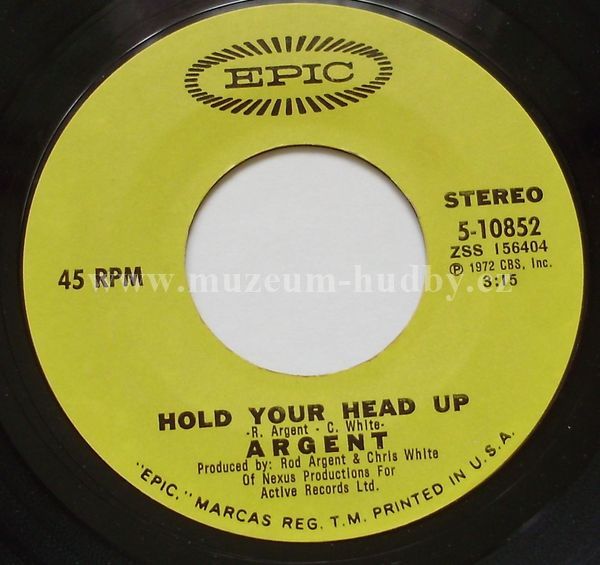 EPIC
STEREO
5-10852
ZSS 156404
Ⓟ 1972 CBS, Inc.
3:15
45 RPM
www.muzeum-hudby.cz
HOLD YOUR HEAD UP
-R. Argent - C. White-
ARGENT
Produced by: Rod Argent & Chris White
Of Nexus Productions For
Active Records Ltd.
"EPIC," MARCAS REG. T.M. PRINTED IN U.S.A.